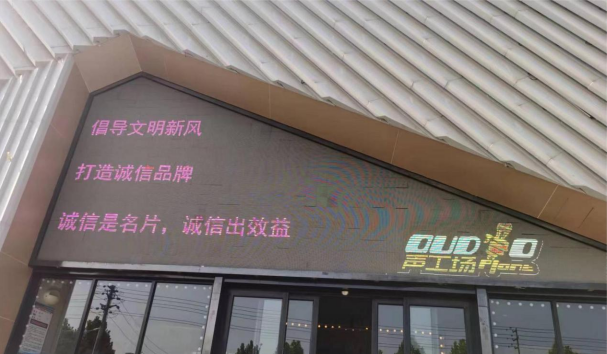 倡导文明新风
打造诚信品牌
诚信是名片，诚信出效益
声工场